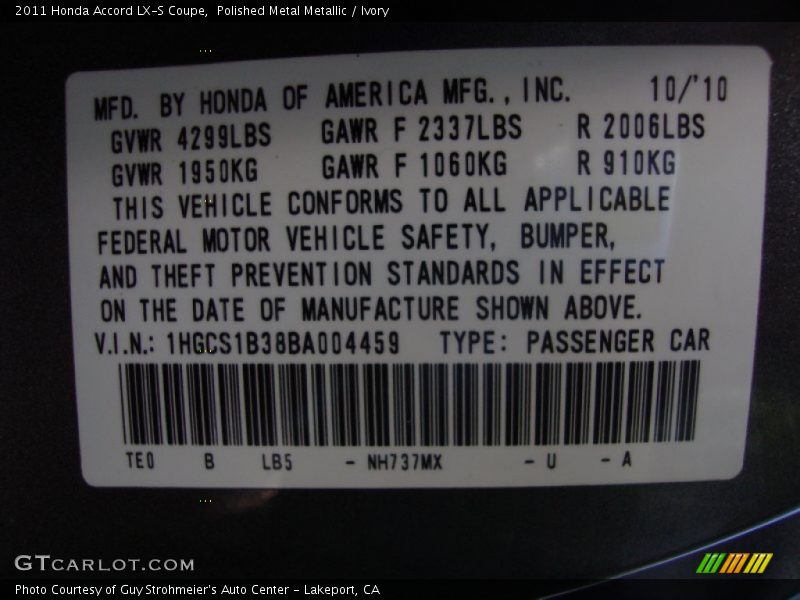 2011 Honda Accord LX-S Coupe,  Polished Metal Metallic / Ivory
MFD. BY HONDA OF AMERICA MFG., INC. 10/'10
GVWR 4299LBS GAWR F 2337LBS R 2006LBS
GVWR 1950KG GAWR F 1060KG R 910KG
THIS VEHICLE CONFORMS TO ALL APPLICABLE
FEDERAL MOTOR VEHICLE SAFETY, BUMPER,
AND THEFT PREVENTION STANDARDS IN EFFECT
ON THE DATE OF MANUFACTURE SHOWN ABOVE.
V.I.N.: 1HGCS1B38BA004459 TYPE: PASSENGER CAR
TE0 B LB5 - NH737MX - U - A
GTCARLOT.COM
Photo Courtesy of Guy Strohmeier's Auto Center - Lakeport, CA